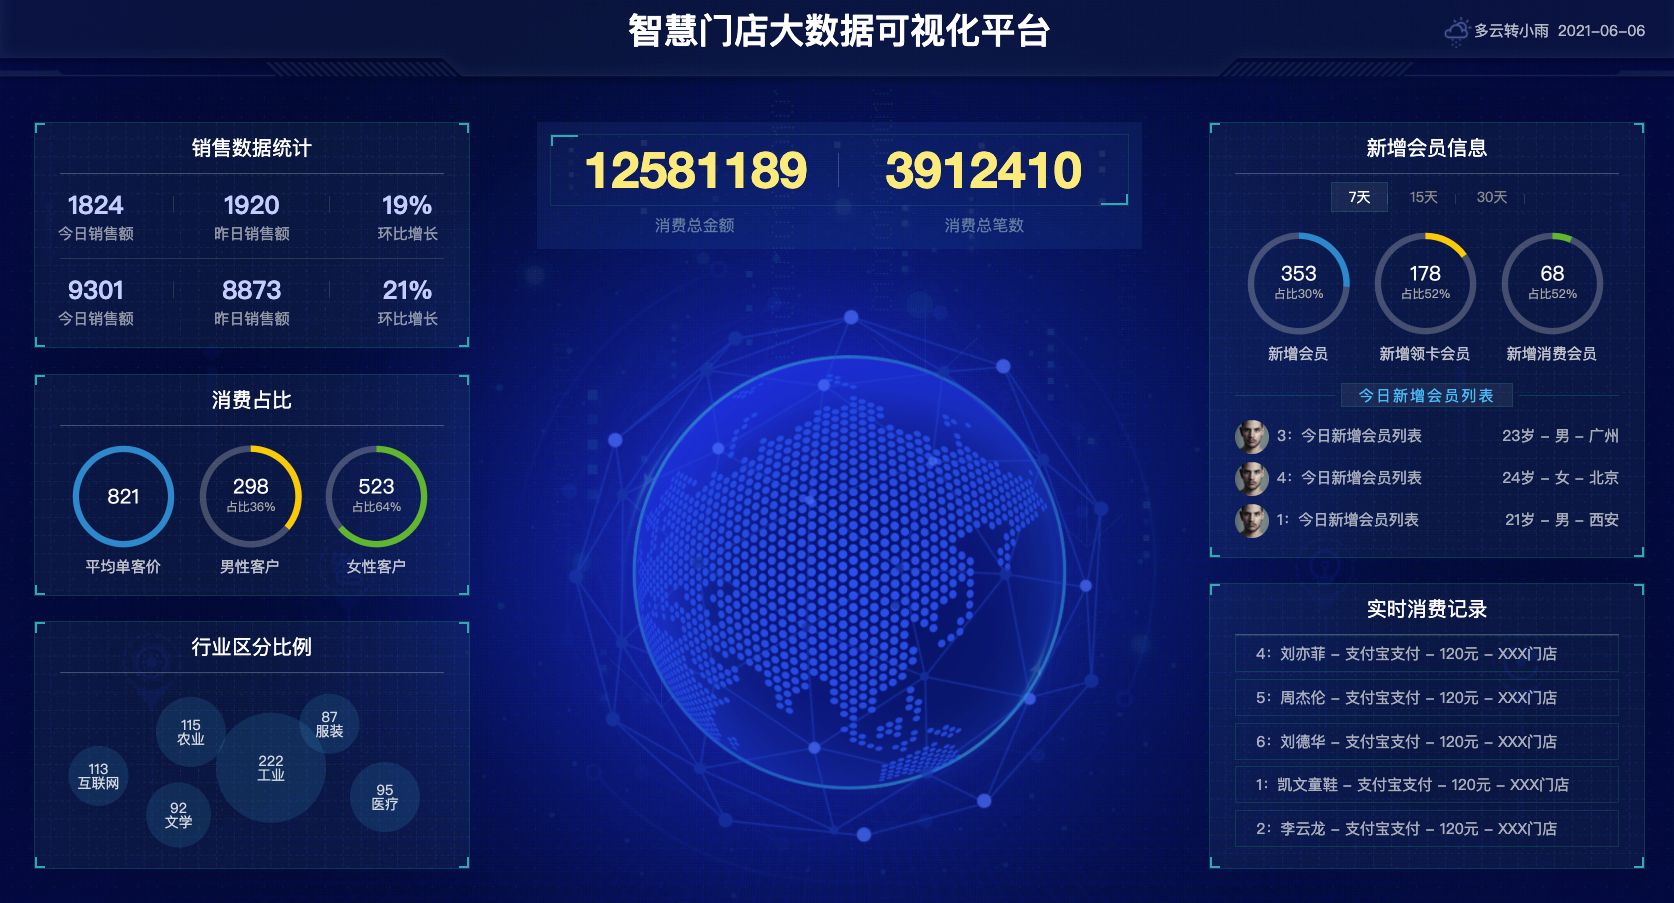 智慧门店大数据可视化平台
多云转小雨 2021-06-06
销售数据统计
1824 1920 19%
今日销售额 昨日销售额 环比增长
9301 8873 21%
今日销售额 昨日销售额 环比增长
消费占比
821
298
占比36%
523
占比64%
平均单客价 男性客户 女性客户
行业区分比例
115
农业
87
服装
113
互联网
222
工业
92
文学
95
医疗
12581189 3912410
消费总金额 消费总笔数
新增会员信息
7天 15天 30天
353
占比30%
178
占比52%
68
占比52%
新增会员 新增领卡会员 新增消费会员
今日新增会员列表
3：今日新增会员列表 23岁 - 男 - 广州
4：今日新增会员列表 24岁 - 女 - 北京
1：今日新增会员列表 21岁 - 男 - 西安
实时消费记录
4：刘亦菲 - 支付宝支付 - 120元 - XXX门店
5：周杰伦 - 支付宝支付 - 120元 - XXX门店
6：刘德华 - 支付宝支付 - 120元 - XXX门店
1：凯文童鞋 - 支付宝支付 - 120元 - XXX门店
2：李云龙 - 支付宝支付 - 120元 - XXX门店